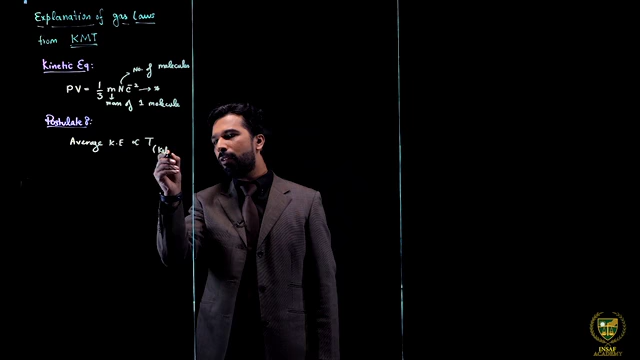 Explanation of gas Laws
from KMT
Kinetic Eq:
No. of molecules
PV = 1/3 m N c̄² → *
mass of 1 molecule
Postulate 8:
Average K.E ∝ T
INSAF
ACADEMY